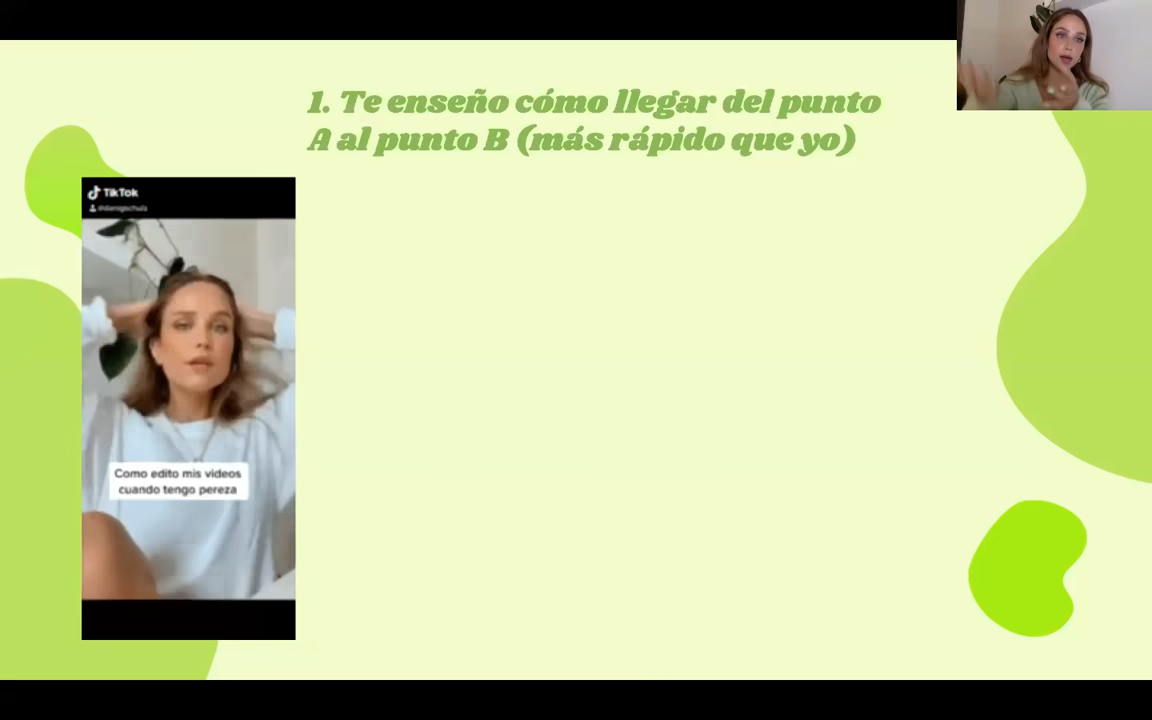 1. Te enseño cómo llegar del punto
A al punto B (más rápido que yo)
TikTok
Como edito mis videos
cuando tengo pereza